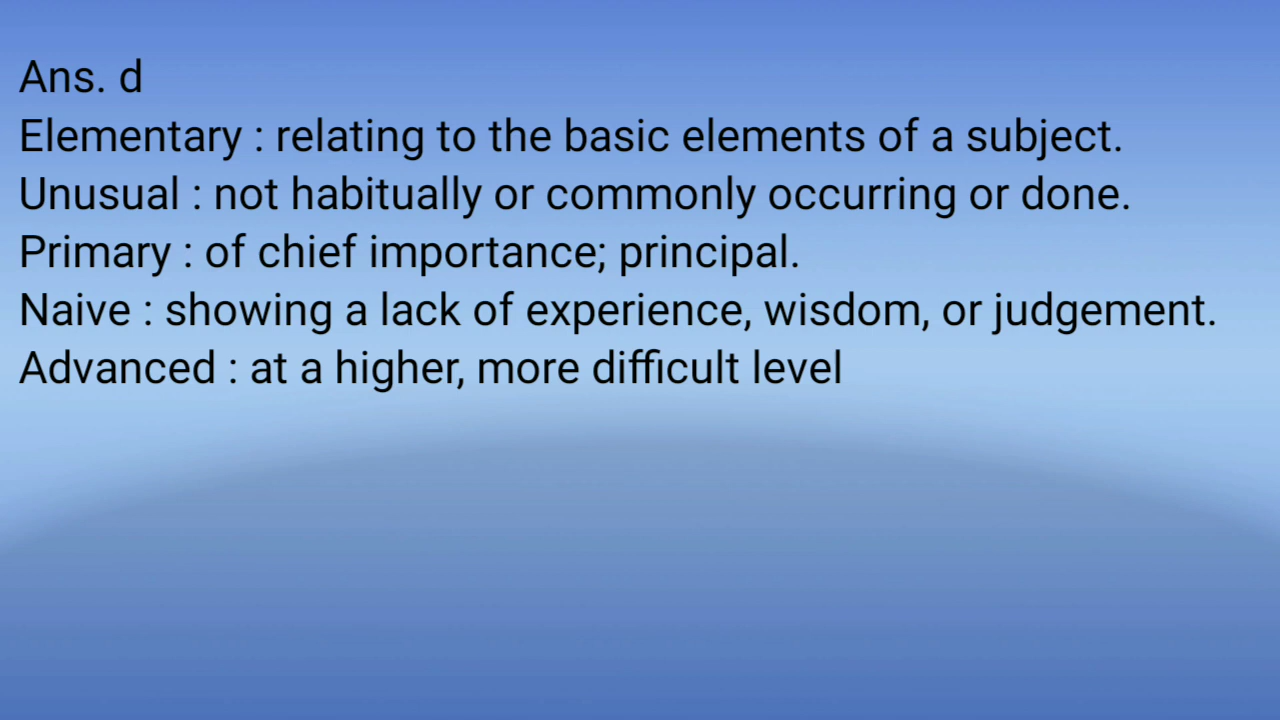 Ans. d
Elementary : relating to the basic elements of a subject.
Unusual : not habitually or commonly occurring or done.
Primary : of chief importance; principal.
Naive : showing a lack of experience, wisdom, or judgement.
Advanced : at a higher, more difficult level